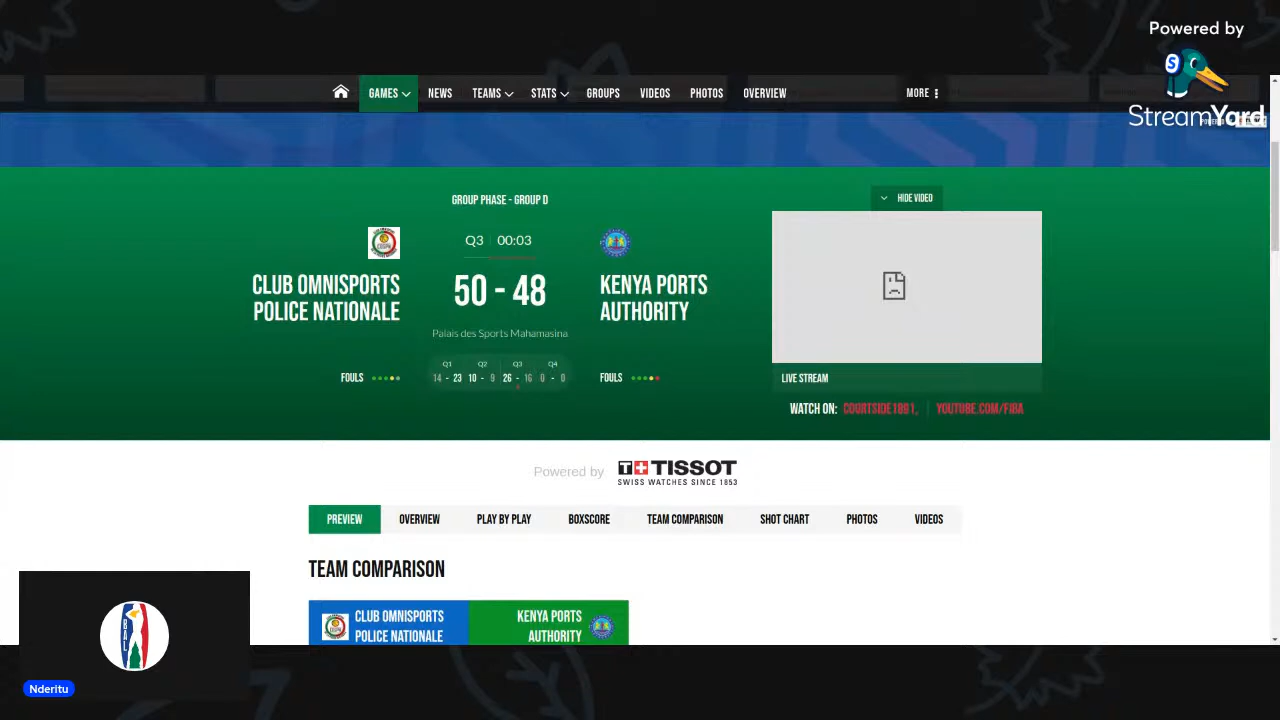 Powered by
StreamYard
GAMES NEWS TEAMS STATS GROUPS VIDEOS PHOTOS OVERVIEW MORE
GROUP PHASE - GROUP D
HIDE VIDEO
Q3 00:03
CLUB OMNISPORTS
POLICE NATIONALE
50 - 48
KENYA PORTS
AUTHORITY
Palais des Sports Mahamasina
Q1 Q2 Q3 Q4
FOULS 14 - 23 10 - 9 26 - 16 0 - 0 FOULS
LIVE STREAM
WATCH ON: COURTSIDE1891, YOUTUBE.COM/FIBA
Powered by TISSOT
SWISS WATCHES SINCE 1853
PREVIEW OVERVIEW PLAY BY PLAY BOXSCORE TEAM COMPARISON SHOT CHART PHOTOS VIDEOS
TEAM COMPARISON
CLUB OMNISPORTS
POLICE NATIONALE
KENYA PORTS
AUTHORITY
BAL
Nderitu